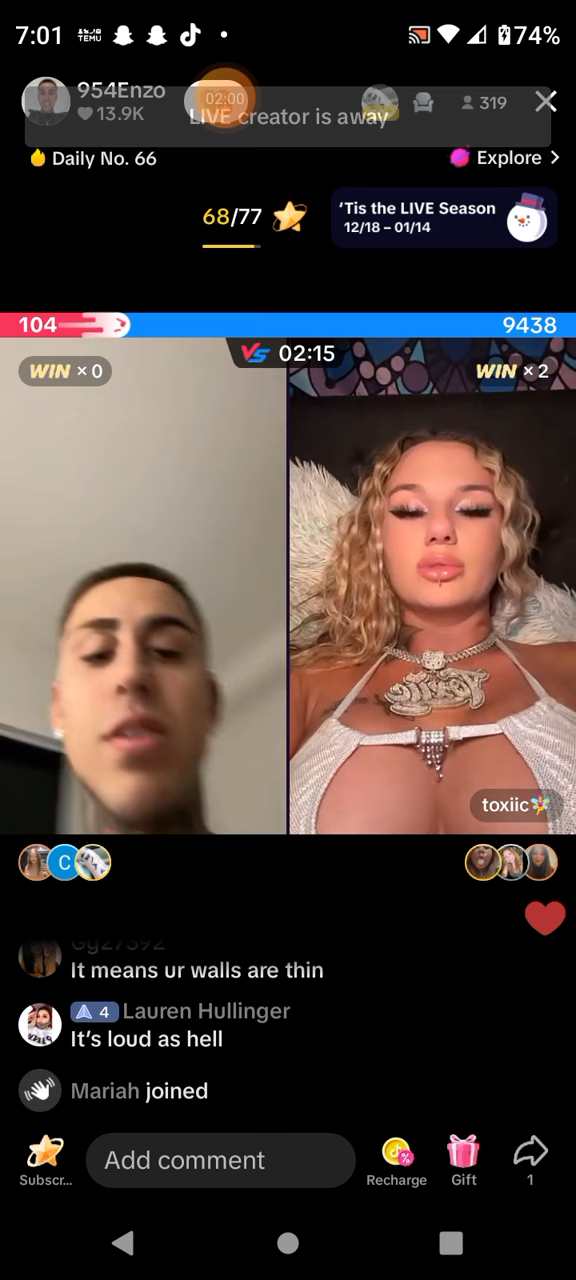 7:01
TEMU
74%
954Enzo
13.9K
02:00
LIVE creator is away
319
Daily No. 66
Explore >
68/77
'Tis the LIVE Season
12/18 – 01/14
104
9438
VS 02:15
WIN × 0
WIN × 2
toxiic
C
Gg27392
It means ur walls are thin
4 Lauren Hullinger
It's loud as hell
Mariah joined
Add comment
Subscr...
Recharge
Gift
1